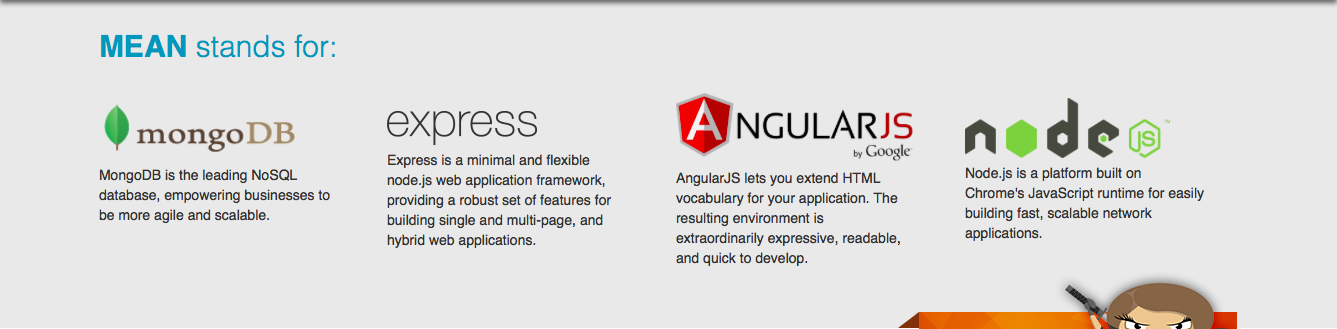 MEAN stands for:
mongoDB
MongoDB is the leading NoSQL
database, empowering businesses to
be more agile and scalable.
express
Express is a minimal and flexible
node.js web application framework,
providing a robust set of features for
building single and multi-page, and
hybrid web applications.
ANGULARJS
by Google
AngularJS lets you extend HTML
vocabulary for your application. The
resulting environment is
extraordinarily expressive, readable,
and quick to develop.
node JS™
Node.js is a platform built on
Chrome's JavaScript runtime for easily
building fast, scalable network
applications.